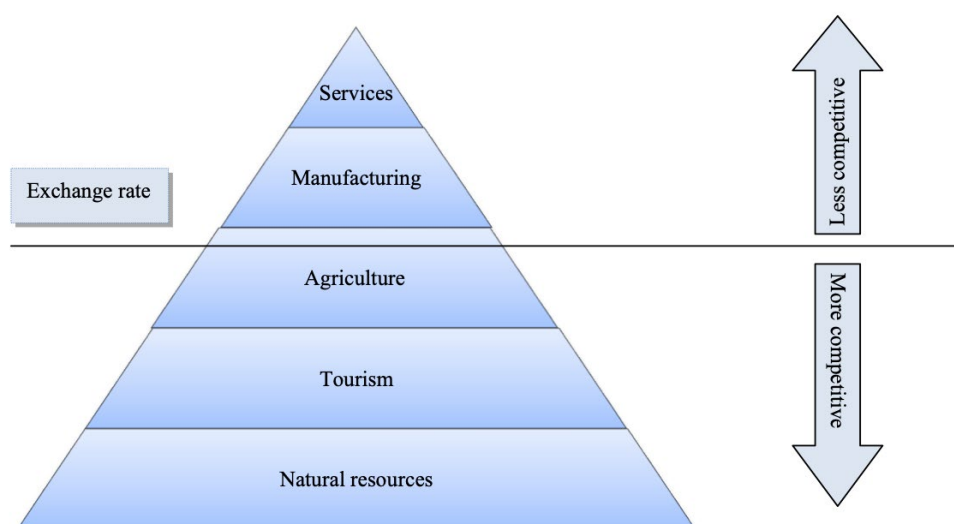 Services
Manufacturing
Exchange rate
Agriculture
Tourism
Natural resources
Less competitive
More competitive